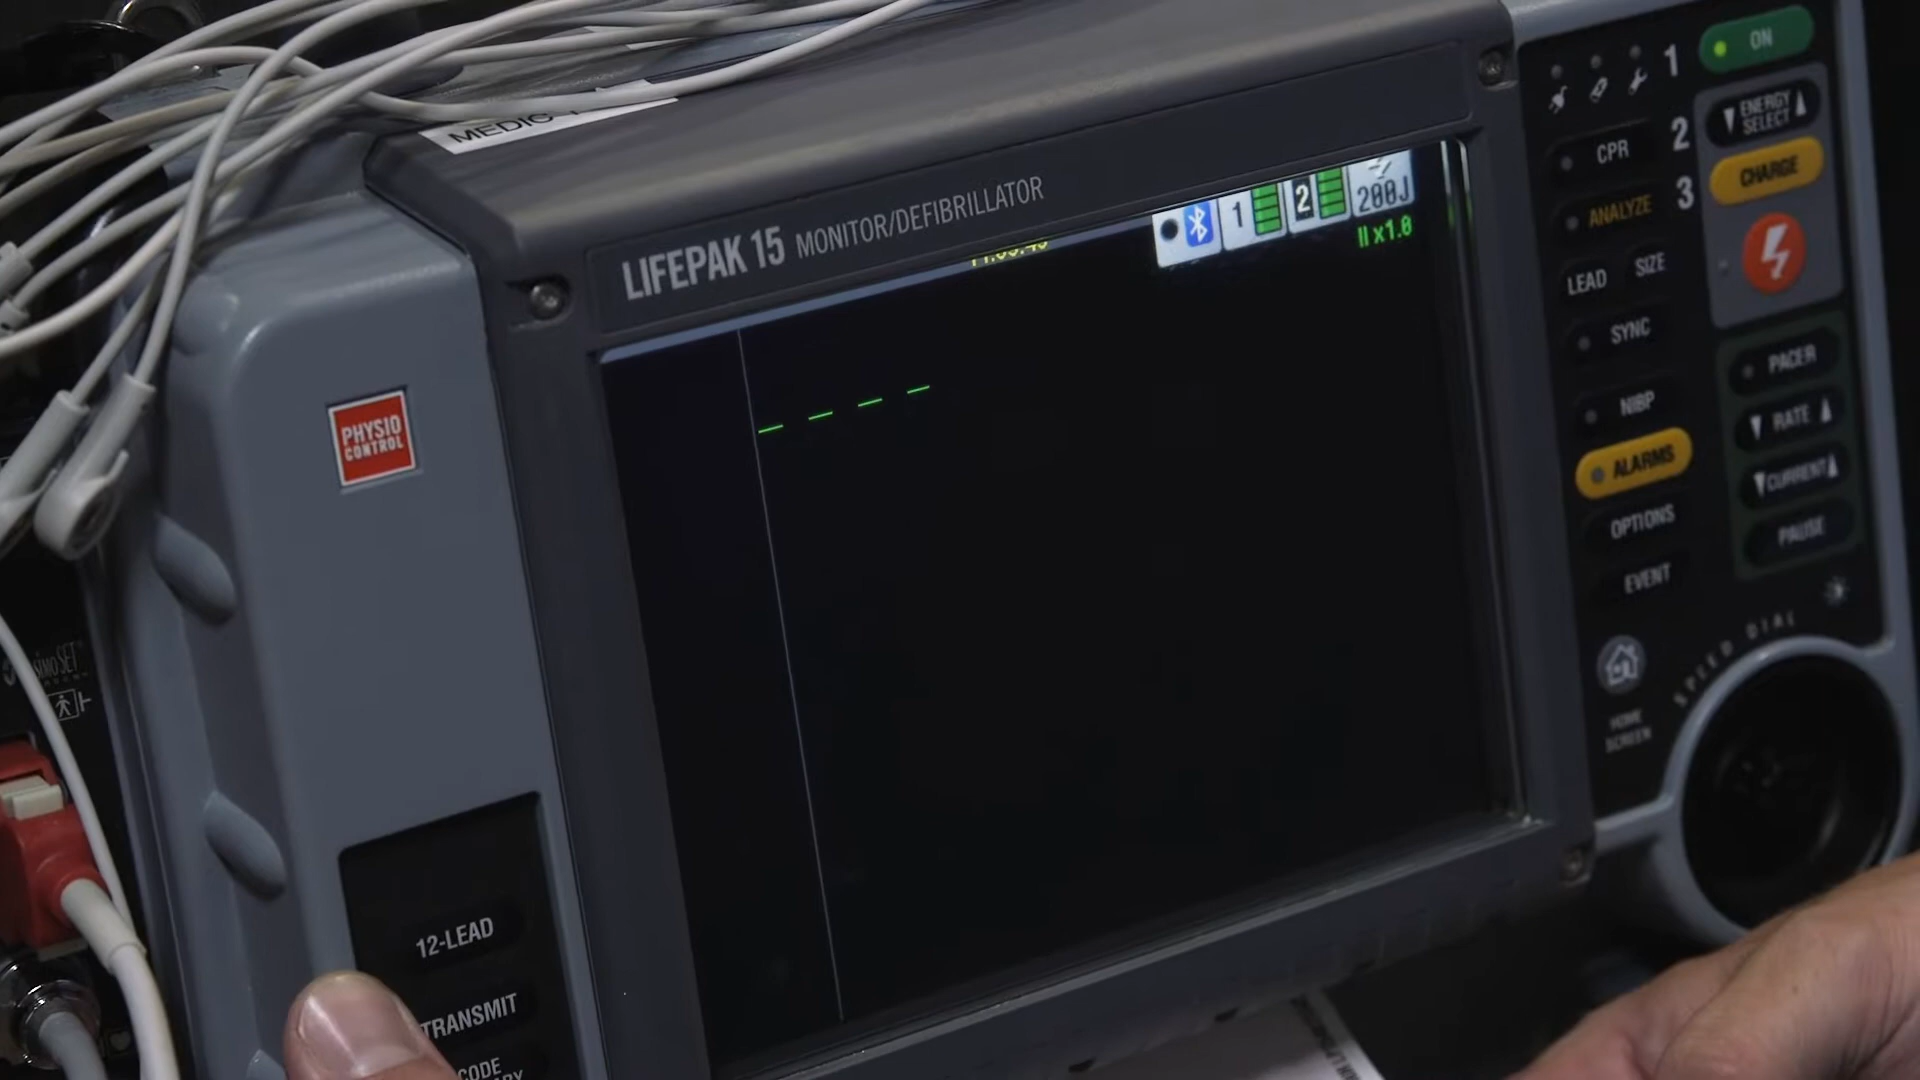 MEDIC
LIFEPAK 15 MONITOR/DEFIBRILLATOR
1
2
200J
II x1.0
PHYSIO
CONTROL
12-LEAD
TRANSMIT
CODE
1
ON
2
ENERGY
SELECT
CPR
CHARGE
3
ANALYZE
LEAD
SIZE
SYNC
PACER
NIBP
RATE
ALARMS
CURRENT
OPTIONS
PAUSE
EVENT
SPEED DIAL
HOME
SCREEN